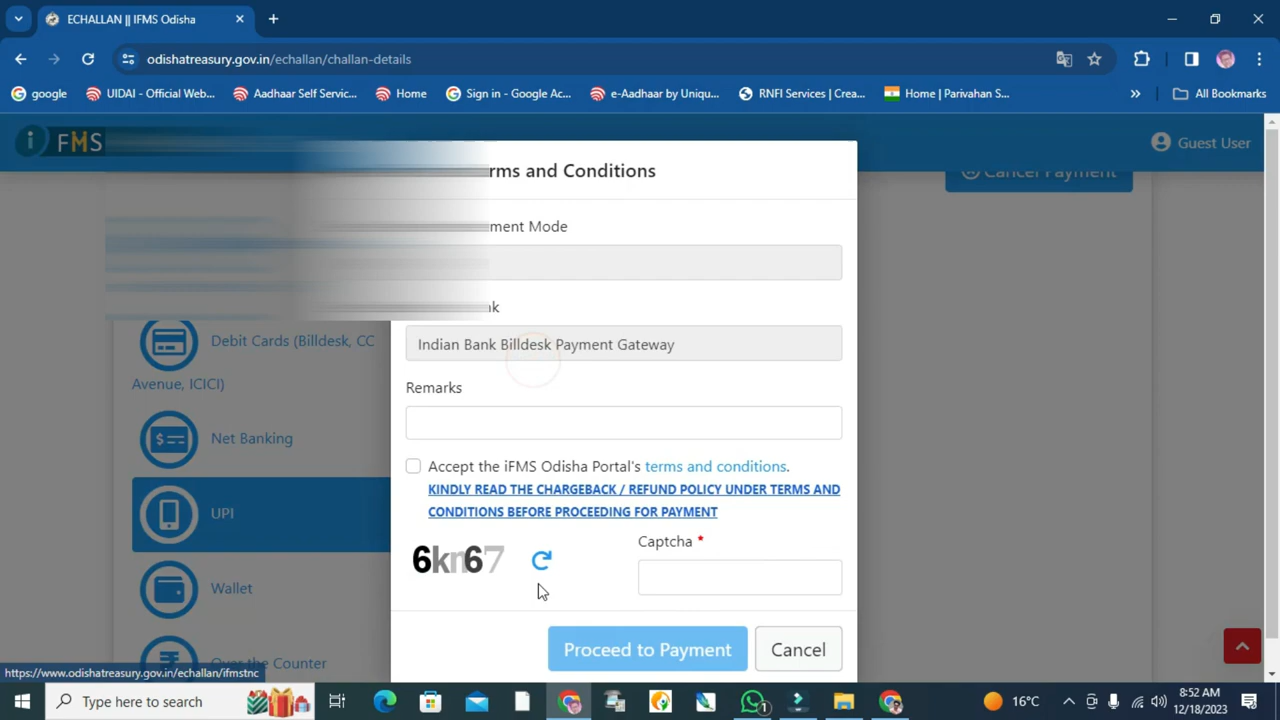 ECHALLAN || IFMS Odisha
odishatreasury.gov.in/echallan/challan-details
google
UIDAI - Official Web...
Aadhaar Self Servic...
Home
Sign in - Google Ac...
e-Aadhaar by Uniqu...
RNFI Services | Crea...
Home | Parivahan S...
»
All Bookmarks
i FMS
Guest User
Cancel Payment
rms and Conditions
ment Mode
nk
Indian Bank Billdesk Payment Gateway
Debit Cards (Billdesk, CC
Avenue, ICICI)
Remarks
Net Banking
Accept the iFMS Odisha Portal's terms and conditions.
KINDLY READ THE CHARGEBACK / REFUND POLICY UNDER TERMS AND
CONDITIONS BEFORE PROCEEDING FOR PAYMENT
UPI
Captcha *
6kn67
Wallet
Proceed to Payment
Cancel
Over the Counter
https://www.odishatreasury.gov.in/echallan/ifmstnc
Type here to search
1
16°C
8:52 AM
12/18/2023